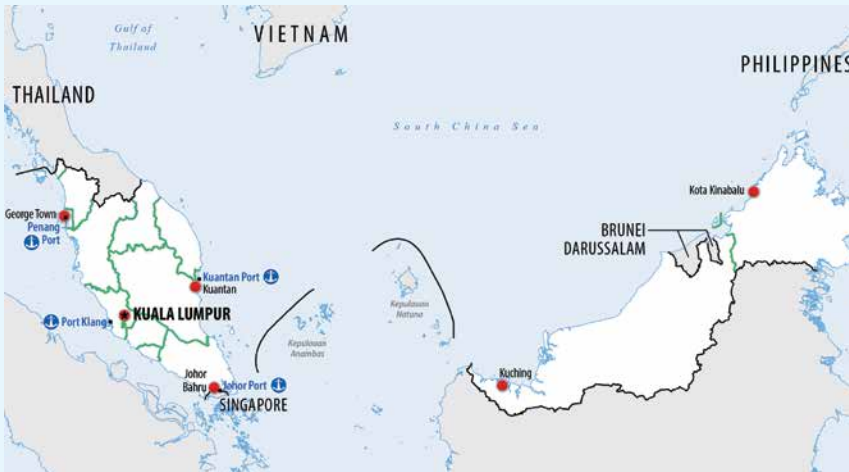 Gulf of
Thailand
VIETNAM
PHILIPPINES
THAILAND
South China Sea
Kota Kinabalu
George Town
Penang
Port
BRUNEI
DARUSSALAM
Kuantan Port
Kuantan
Kepulauan
Natuna
Port Klang
KUALA LUMPUR
Kepulauan
Anambas
Johor
Bahru
Johor Port
SINGAPORE
Kuching